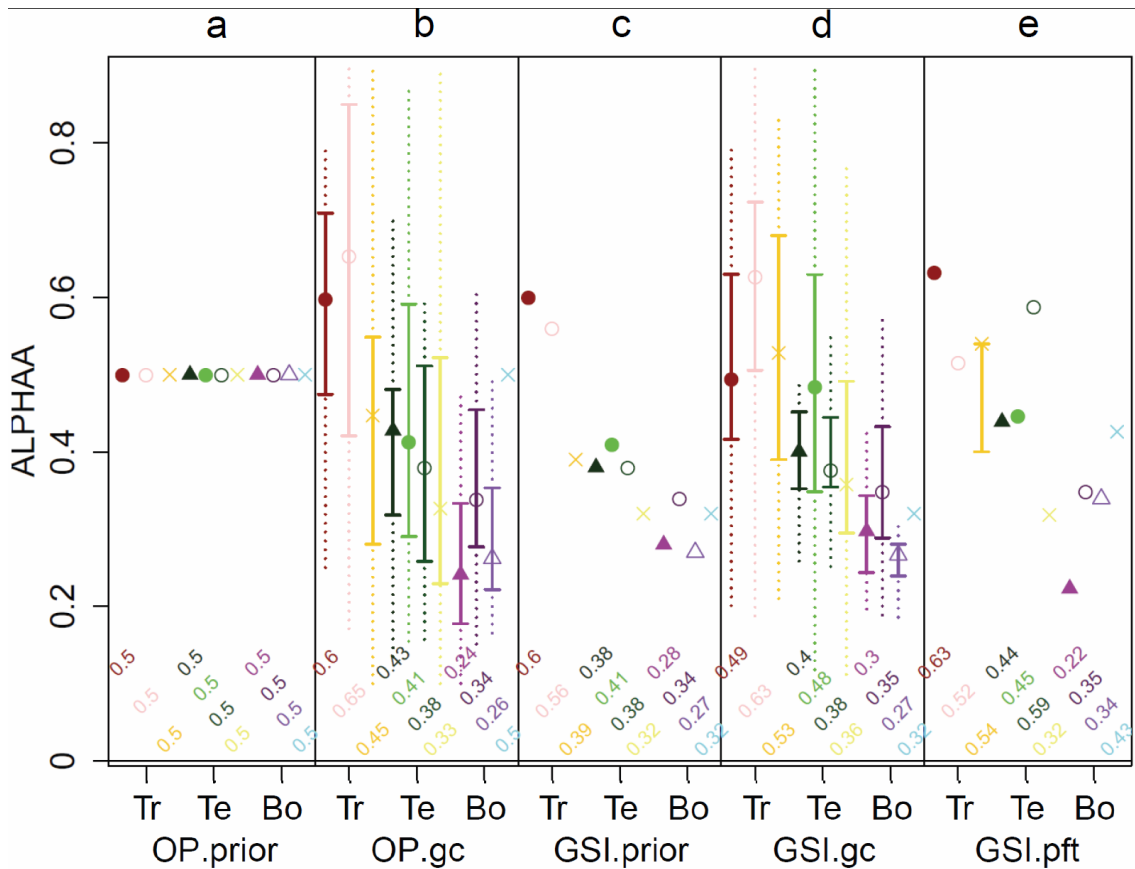 a b c d e
ALPHAA
0.8
0.6
0.4
0.2
0
0.5 0.5 0.5 0.5 0.5 0.5 0.5 0.5 0.5 0.5 0.5
0.6 0.65 0.45 0.43 0.41 0.38 0.33 0.24 0.34 0.26 0.5
0.6 0.56 0.39 0.38 0.41 0.38 0.32 0.28 0.34 0.27 0.32
0.49 0.63 0.53 0.4 0.48 0.38 0.36 0.3 0.35 0.27 0.32
0.63 0.52 0.54 0.44 0.45 0.59 0.32 0.22 0.35 0.34 0.43
Tr Te Bo Tr Te Bo Tr Te Bo Tr Te Bo Tr Te Bo
OP.prior OP.gc GSI.prior GSI.gc GSI.pft